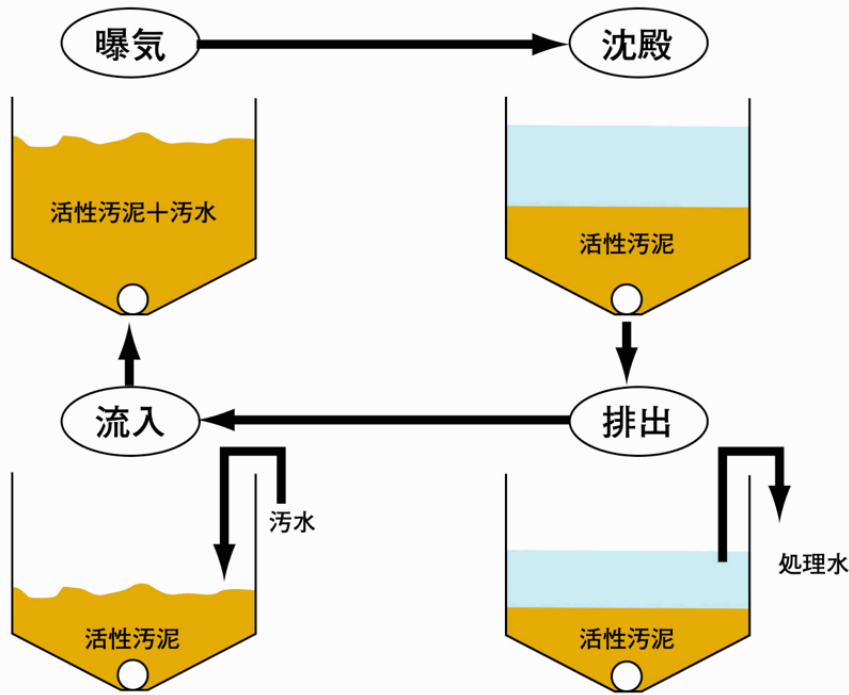 曝気
沈殿
活性汚泥＋汚水
活性汚泥
流入
排出
汚水
処理水
活性汚泥
活性汚泥